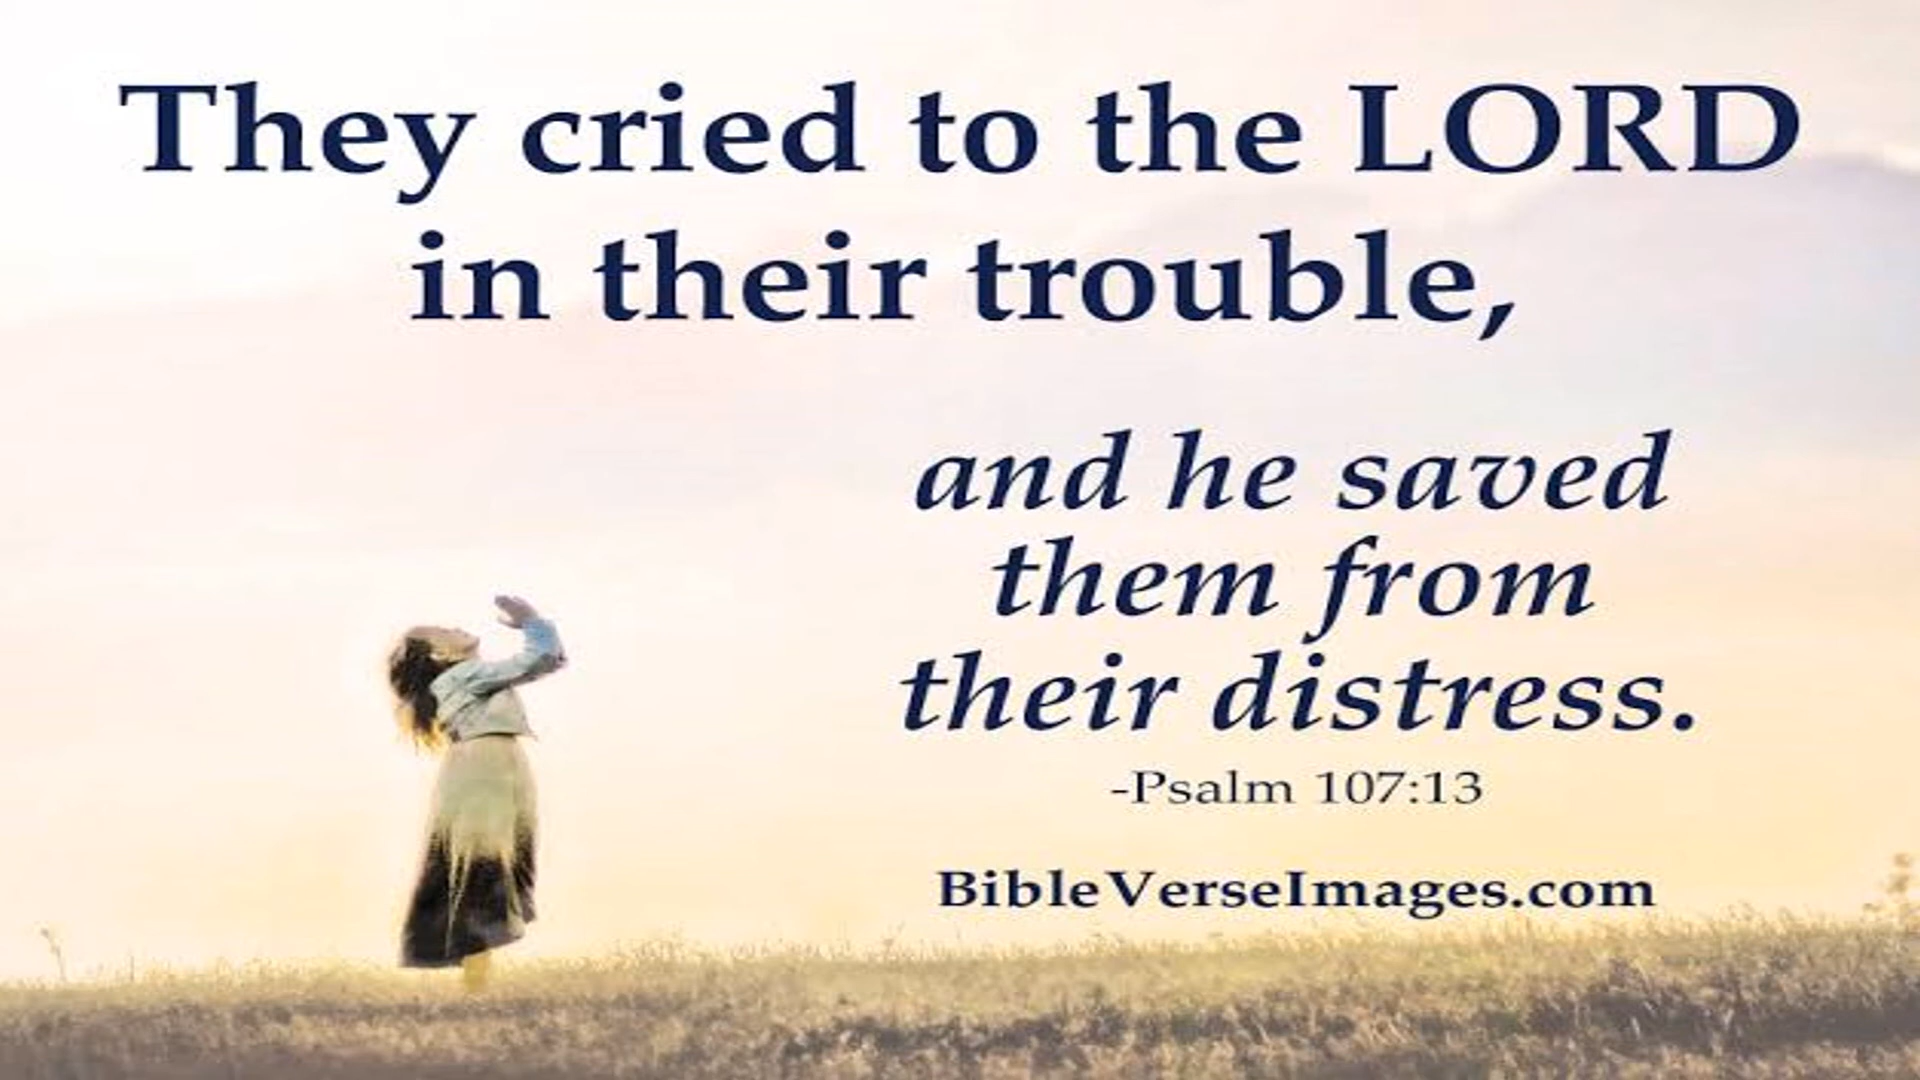 They cried to the LORD
in their trouble,
and he saved
them from
their distress.
-Psalm 107:13
BibleVerseImages.com